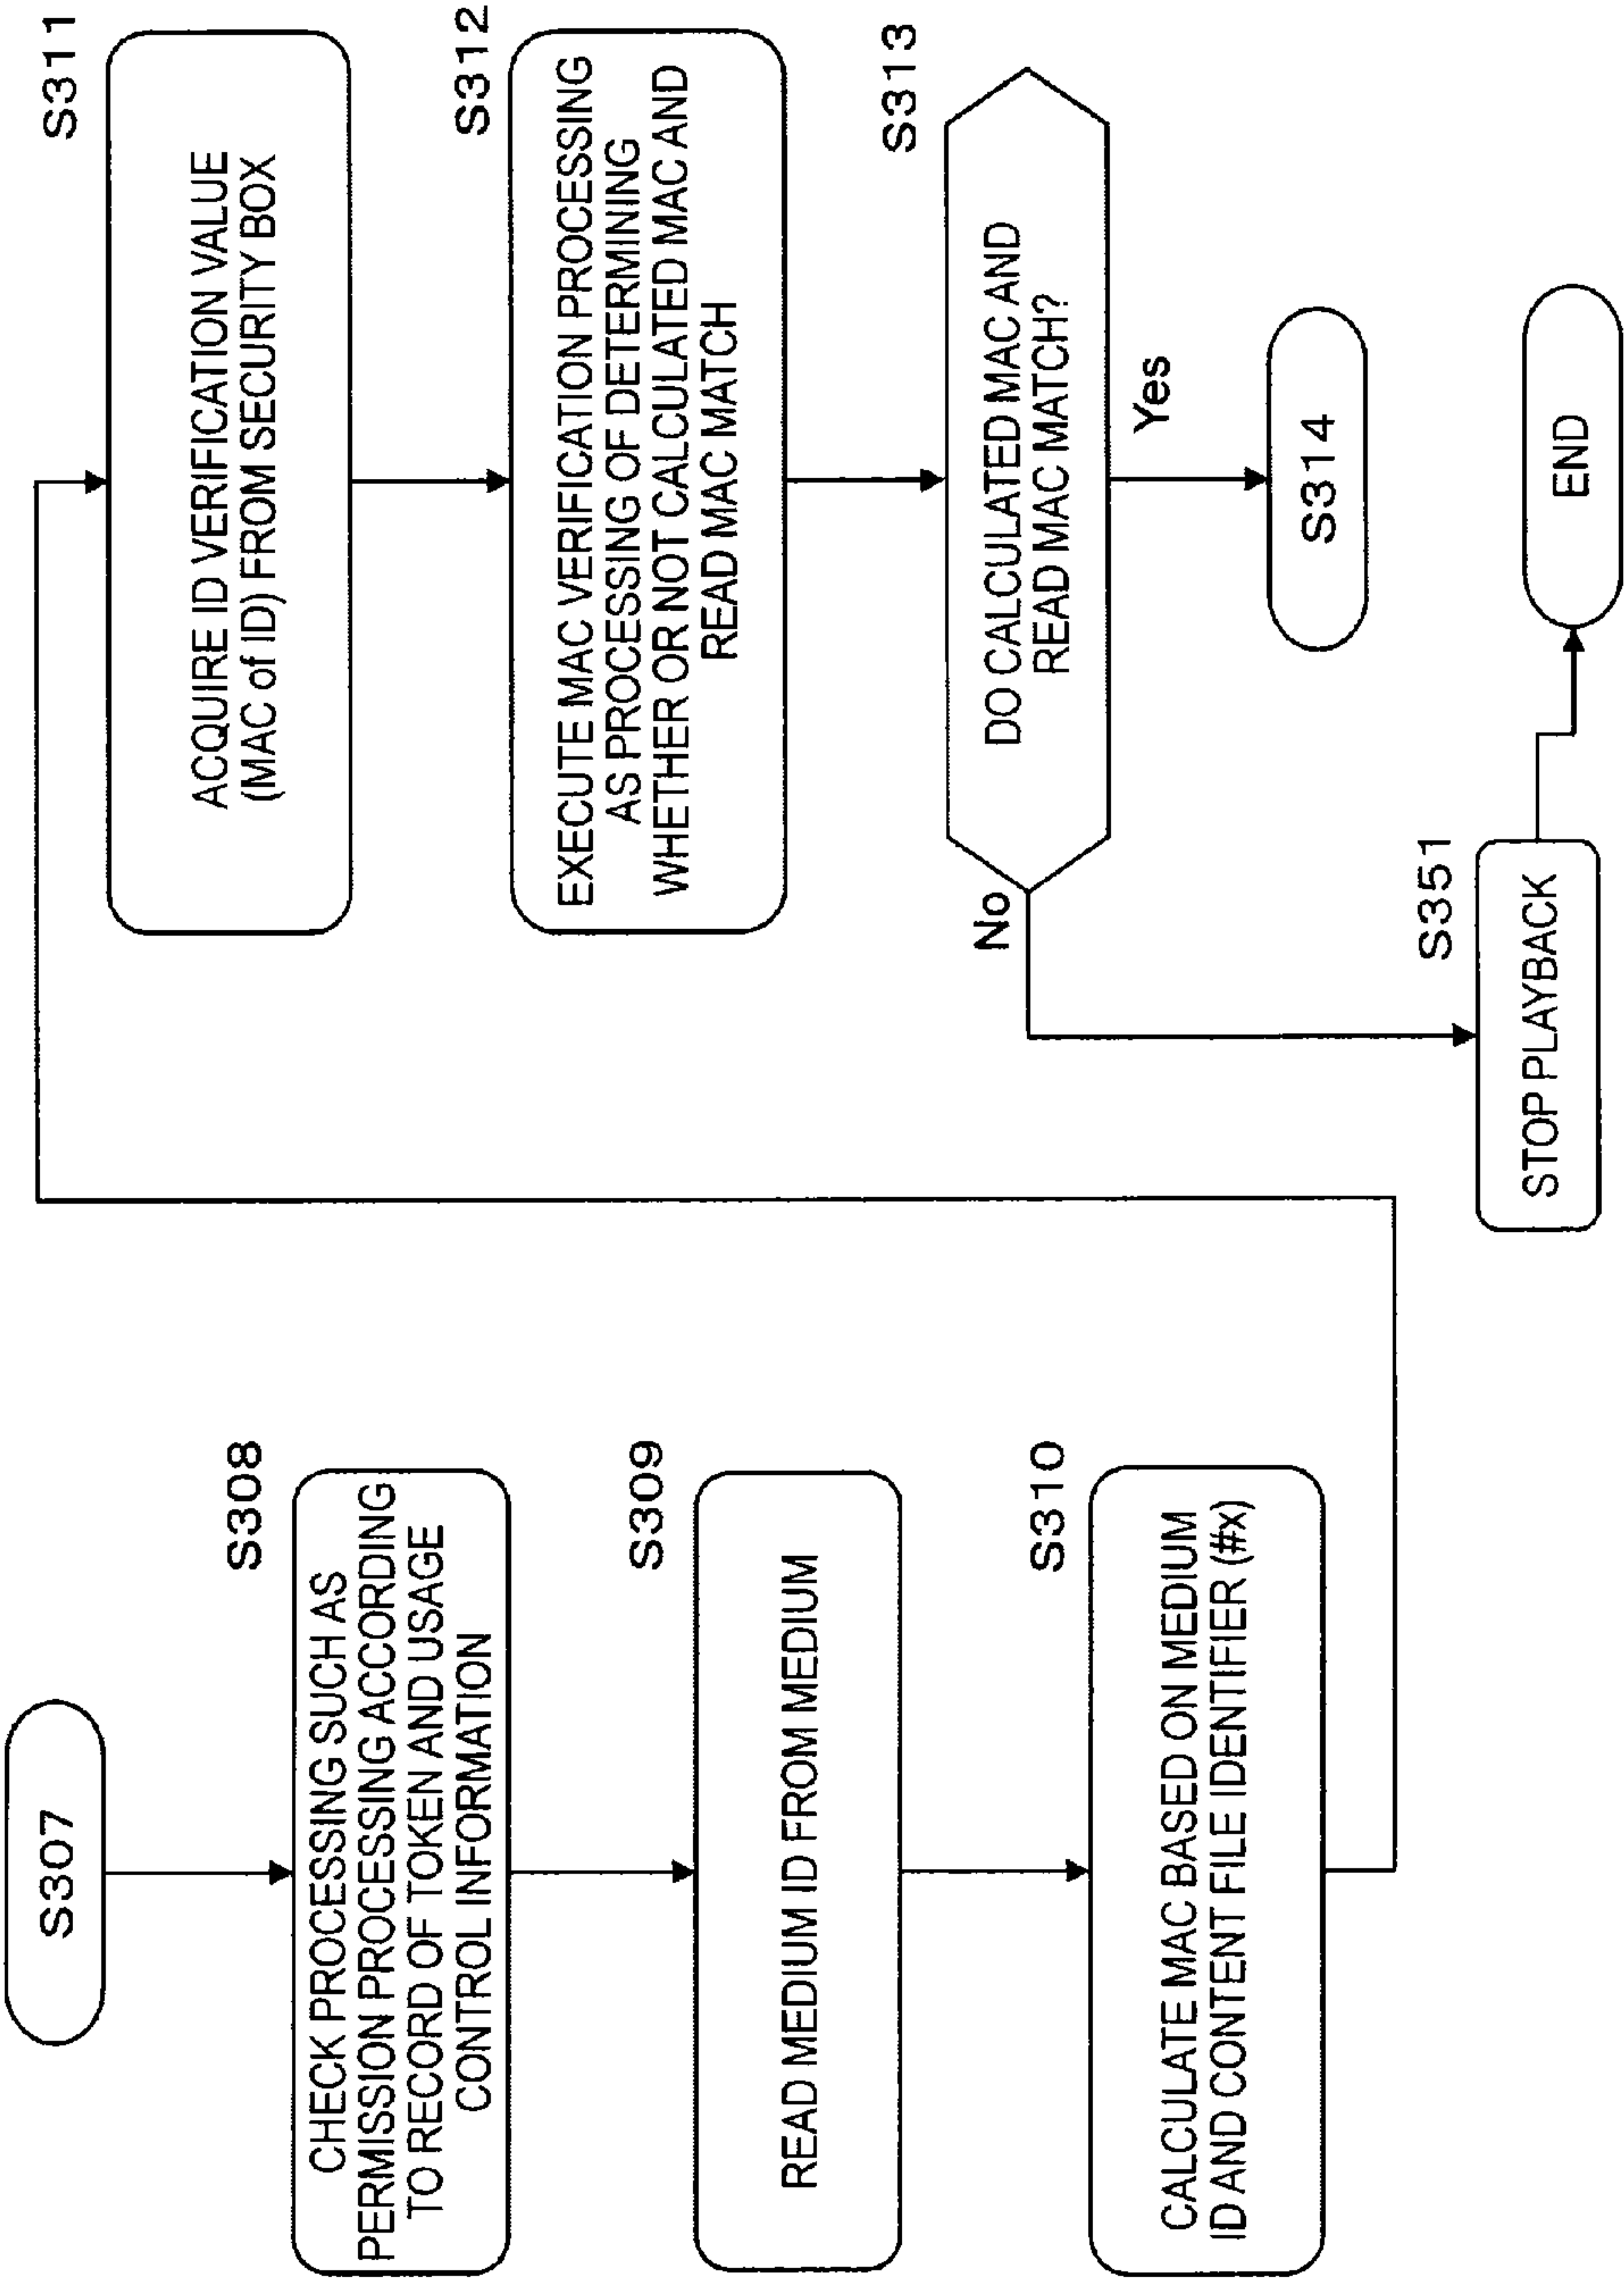 S307
S308
CHECK PROCESSING SUCH AS
PERMISSION PROCESSING ACCORDING
TO RECORD OF TOKEN AND USAGE
CONTROL INFORMATION
S309
READ MEDIUM ID FROM MEDIUM
S310
CALCULATE MAC BASED ON MEDIUM
ID AND CONTENT FILE IDENTIFIER (#x)
S311
ACQUIRE ID VERIFICATION VALUE
(MAC of ID) FROM SECURITY BOX
S312
EXECUTE MAC VERIFICATION PROCESSING
AS PROCESSING OF DETERMINING
WHETHER OR NOT CALCULATED MAC AND
READ MAC MATCH
S313
DO CALCULATED MAC AND
READ MAC MATCH?
No
Yes
S314
S351
STOP PLAYBACK
END